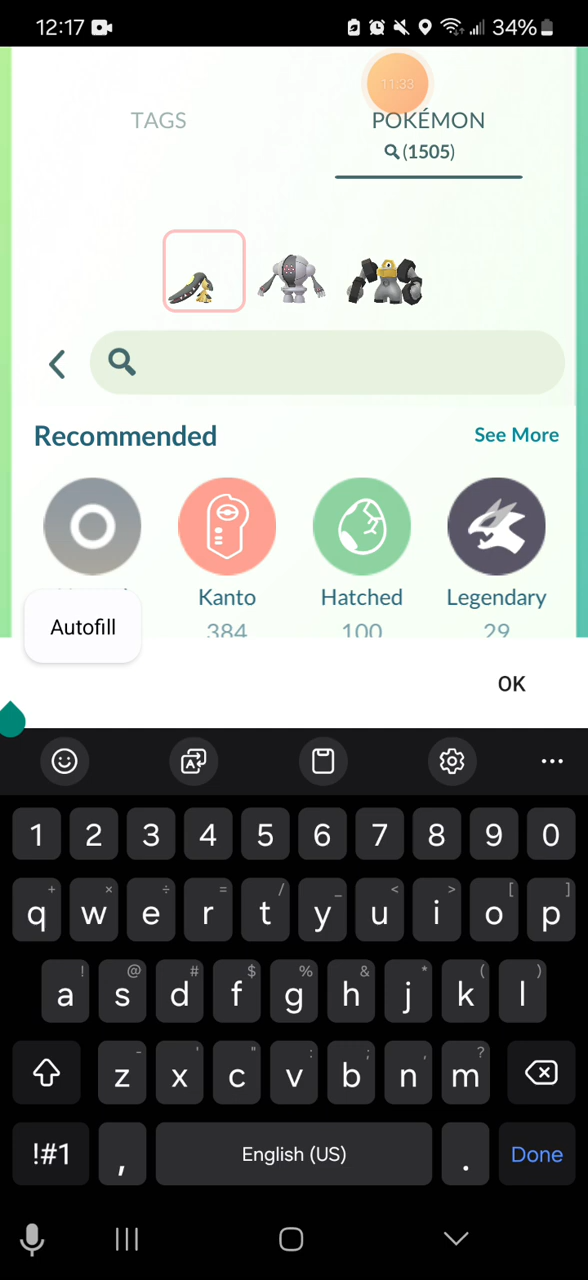 12:17 34%
11:33
TAGS POKÉMON
(1505)
Recommended See More
Kanto Hatched Legendary
384 100 29
Autofill
OK
1 2 3 4 5 6 7 8 9 0
+ × ÷ = / _ < > [ ]
q w e r t y u i o p
! @ # $ % & * ( )
a s d f g h j k l
- ' " : ; , ?
z x c v b n m
!#1 , English (US) . Done